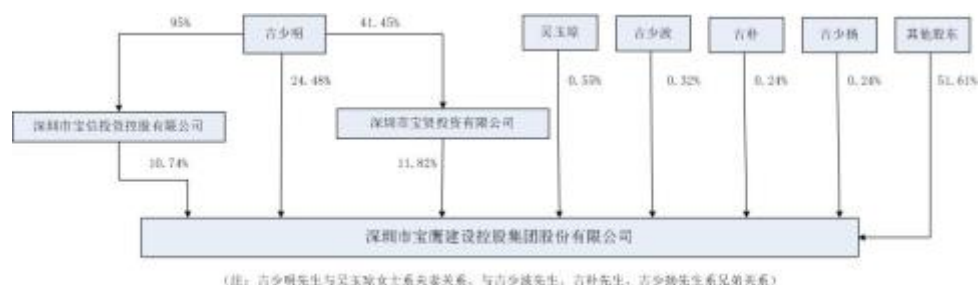 95%
古少明
41.45%
吴玉琼
古少波
古朴
古少扬
其他股东
24.48%
0.55%
0.32%
0.24%
0.24%
51.61%
深圳市宝信投资控股有限公司
深圳市宝贤投资有限公司
10.74%
11.82%
深圳市宝鹰建设控股集团股份有限公司
（注：古少明先生与吴玉琼女士系夫妻关系，与古少波先生、古朴先生、古少扬先生系兄弟关系）